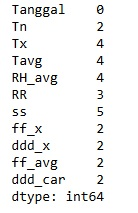 Tanggal 0
Tn 2
Tx 4
Tavg 4
RH_avg 4
RR 3
ss 5
ff_x 2
ddd_x 2
ff_avg 2
ddd_car 2
dtype: int64